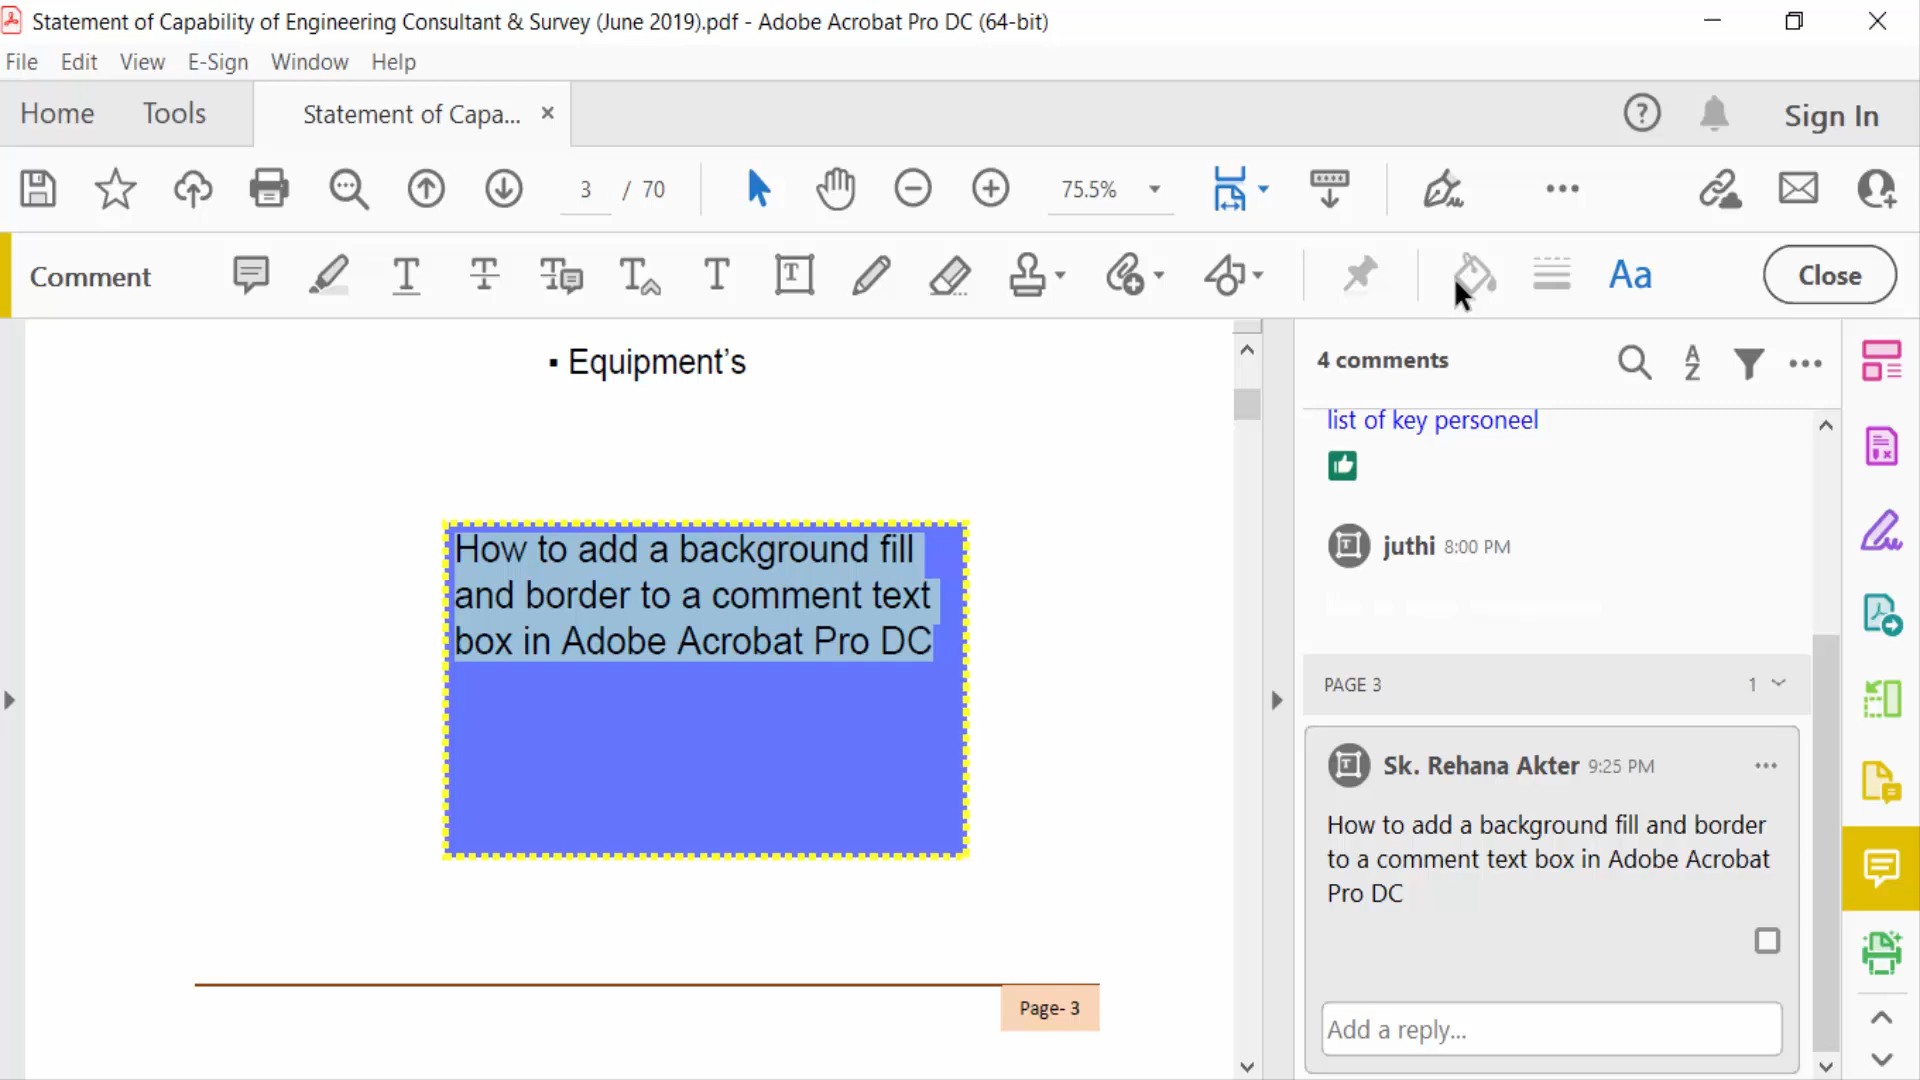 Statement of Capability of Engineering Consultant & Survey (June 2019).pdf - Adobe Acrobat Pro DC (64-bit)
File Edit View E-Sign Window Help
Home Tools Statement of Capa... Sign In
3 / 70 75.5%
Comment Aa Close
▪ Equipment’s
How to add a background fill
and border to a comment text
box in Adobe Acrobat Pro DC
Page- 3
4 comments
list of key personeel
juthi 8:00 PM
PAGE 3 1
Sk. Rehana Akter 9:25 PM
How to add a background fill and border
to a comment text box in Adobe Acrobat
Pro DC
Add a reply...